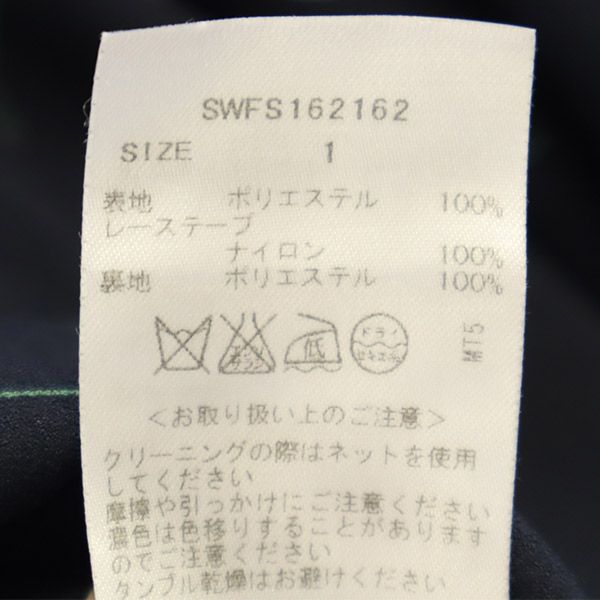 SWFS162162
SIZE 1
表地 ポリエステル 100%
レーステープ
ナイロン 100%
裏地 ポリエステル 100%
低 ドライ MT5
<お取り扱い上のご注意>
クリーニングの際はネットを使用
してください
摩擦や引っかけにご注意ください
濃色は色移りすることがあります
のでご注意ください
タンブル乾燥はお避けください